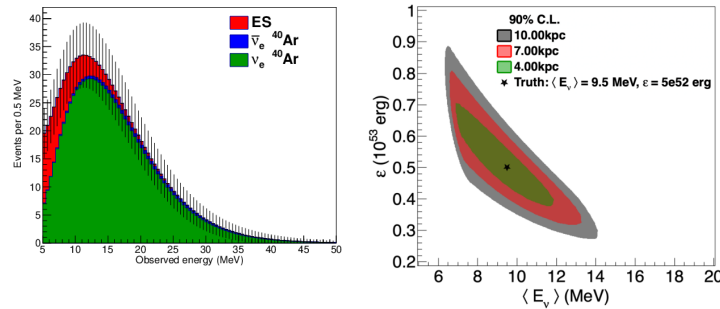 ES
ν̄e 40Ar
νe 40Ar
Events per 0.5 MeV
40
35
30
25
20
15
10
5
0
5 10 15 20 25 30 35 40 45 50
Observed energy (MeV)
90% C.L.
10.00kpc
7.00kpc
4.00kpc
Truth: ⟨ Eν ⟩ = 9.5 MeV, ε = 5e52 erg
ε (10^53 erg)
1
0.9
0.8
0.7
0.6
0.5
0.4
0.3
0.2
6 8 10 12 14 16 18 20
⟨ Eν ⟩ (MeV)